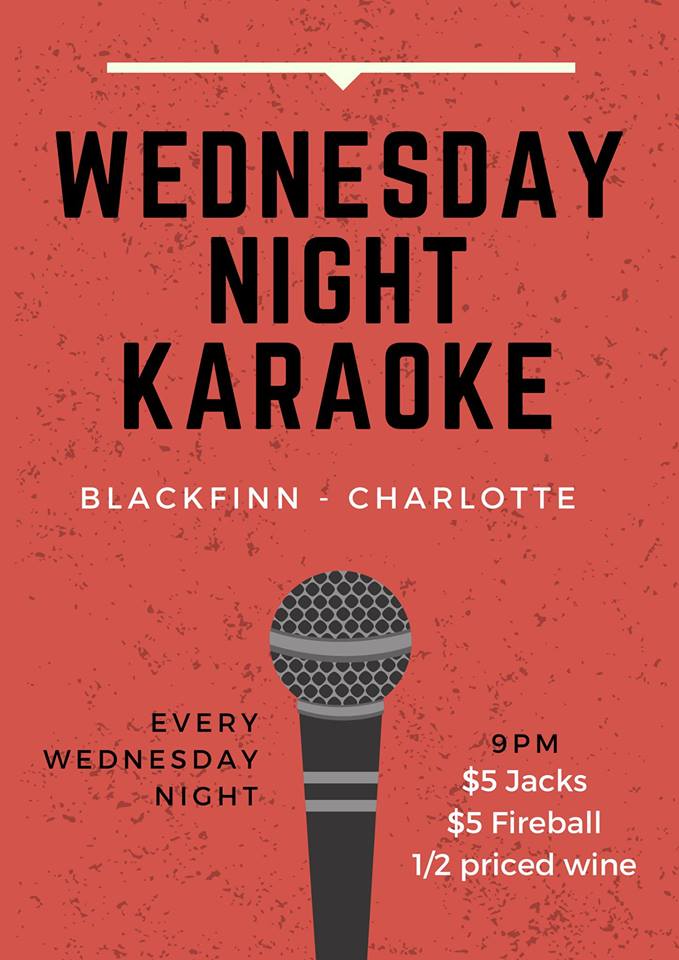 WEDNESDAY
NIGHT
KARAOKE
BLACKFINN - CHARLOTTE
EVERY
WEDNESDAY
NIGHT
9PM
$5 Jacks
$5 Fireball
1/2 priced wine